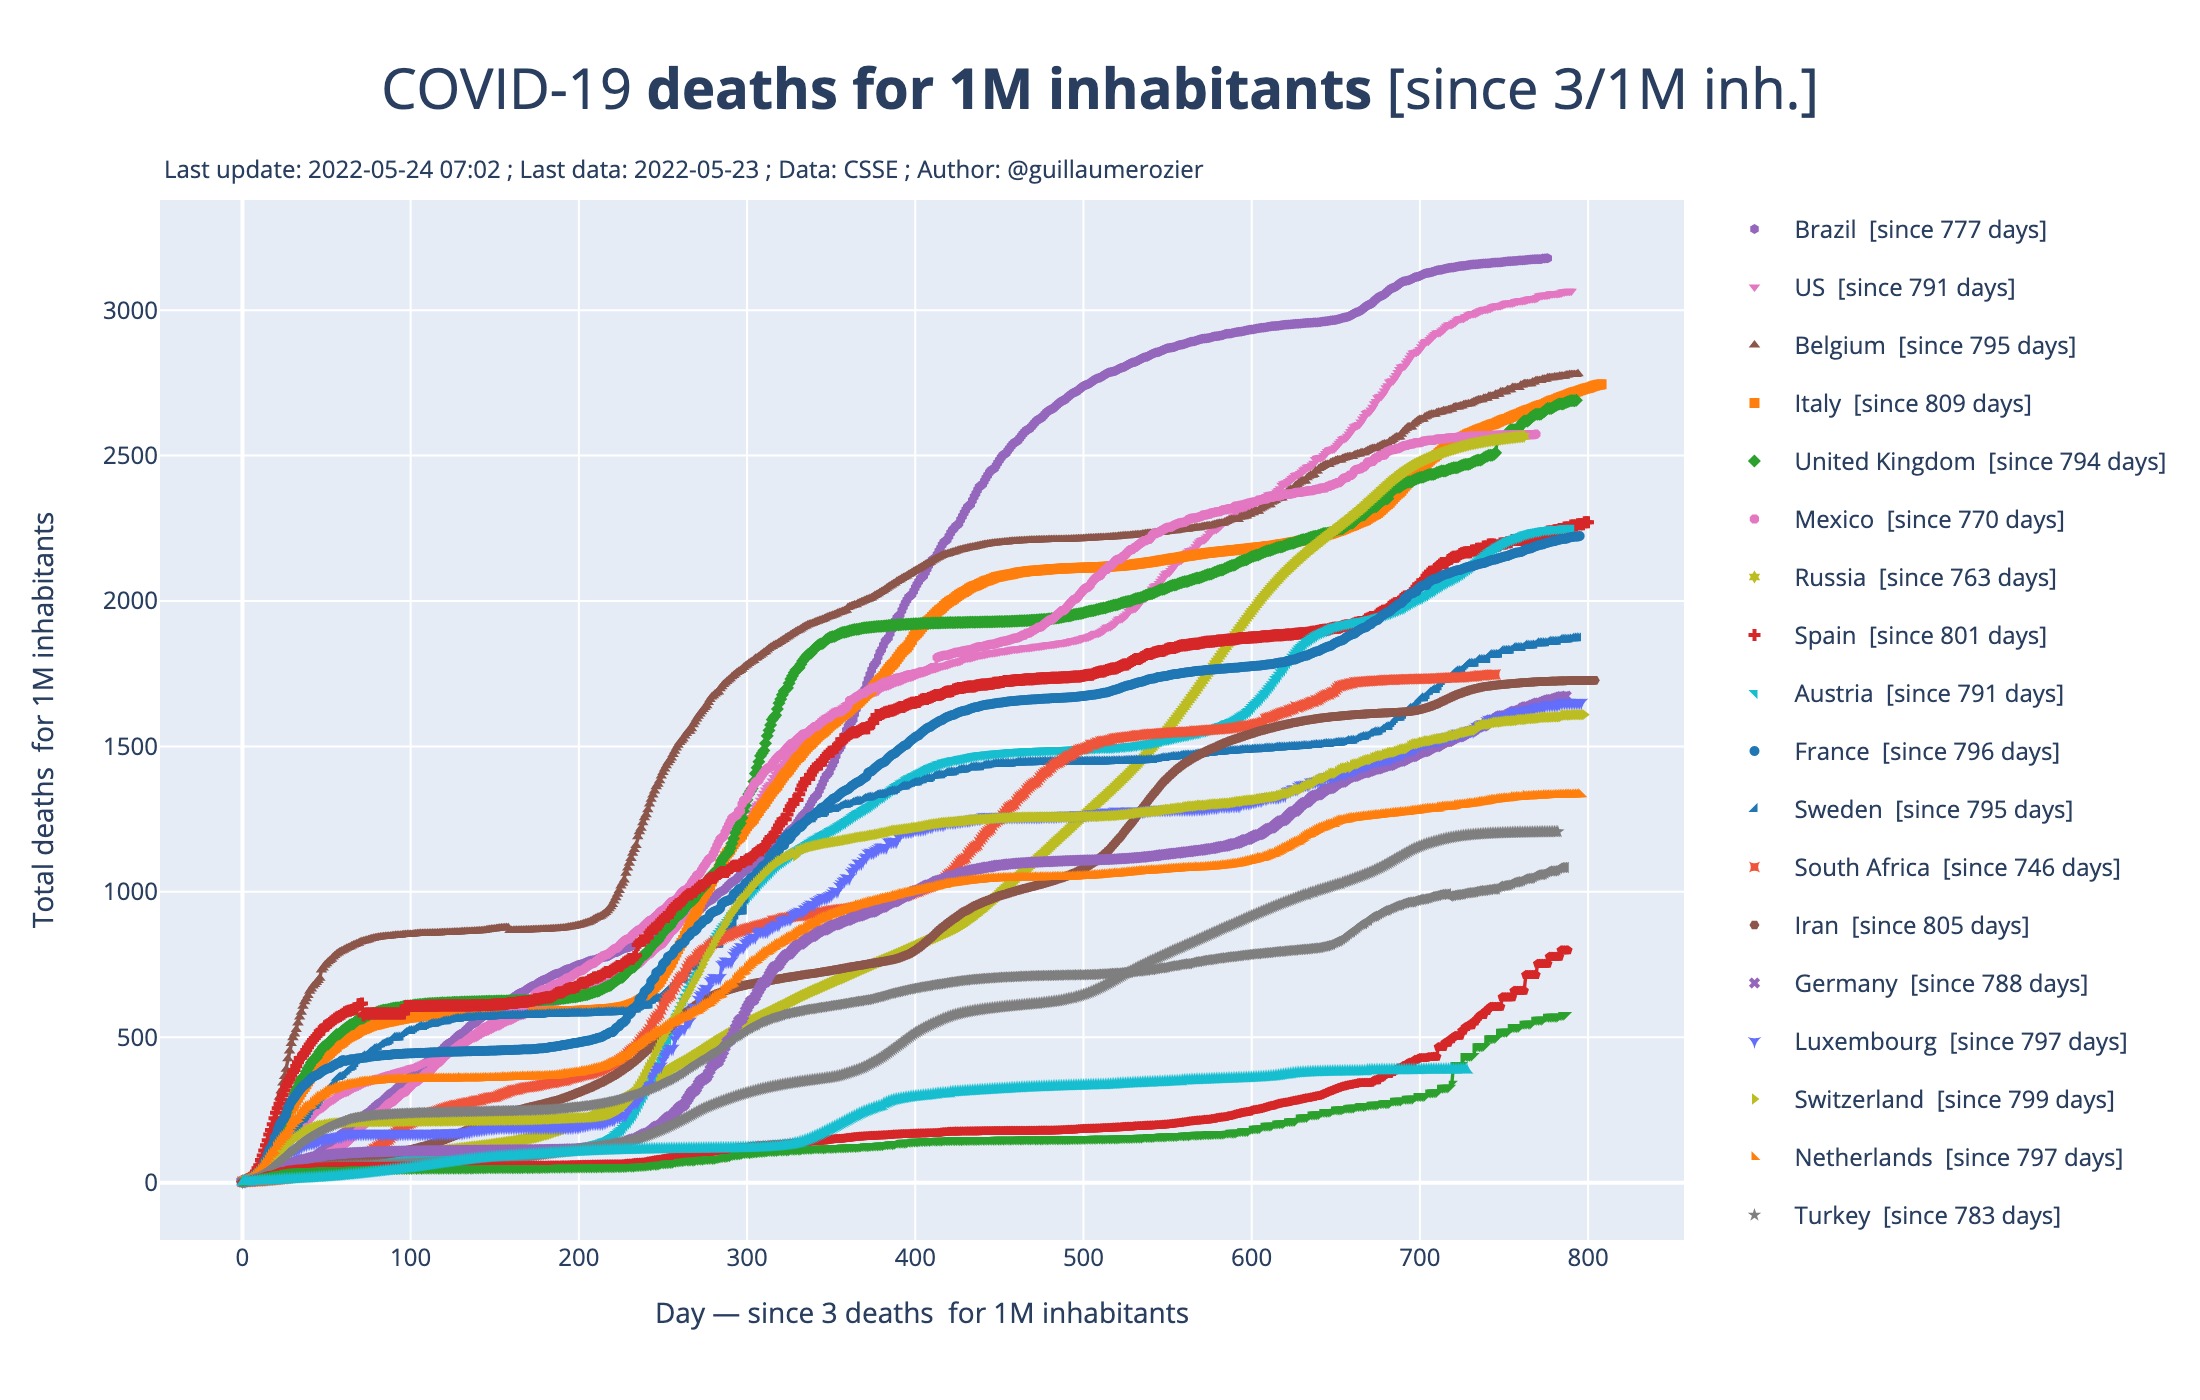 COVID-19 deaths for 1M inhabitants [since 3/1M inh.]
Last update: 2022-05-24 07:02 ; Last data: 2022-05-23 ; Data: CSSE ; Author: @guillaumerozier
Total deaths for 1M inhabitants
3000
2500
2000
1500
1000
500
0
0 100 200 300 400 500 600 700 800
Day — since 3 deaths for 1M inhabitants
Brazil [since 777 days]
US [since 791 days]
Belgium [since 795 days]
Italy [since 809 days]
United Kingdom [since 794 days]
Mexico [since 770 days]
Russia [since 763 days]
Spain [since 801 days]
Austria [since 791 days]
France [since 796 days]
Sweden [since 795 days]
South Africa [since 746 days]
Iran [since 805 days]
Germany [since 788 days]
Luxembourg [since 797 days]
Switzerland [since 799 days]
Netherlands [since 797 days]
Turkey [since 783 days]